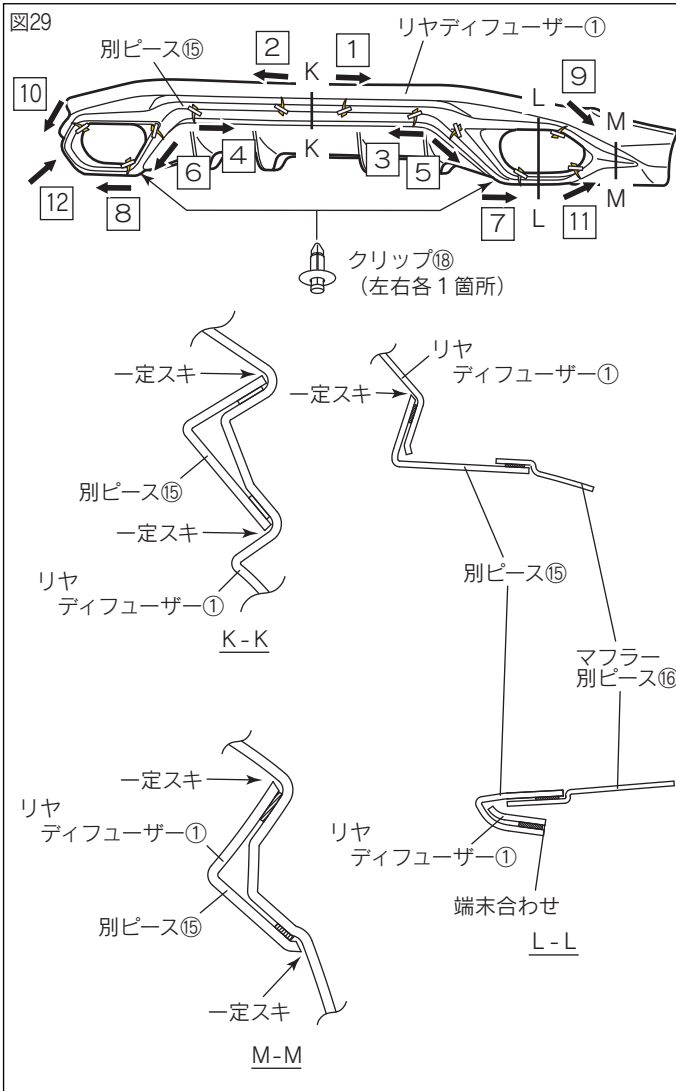 図29
別ピース⑮
2
K
1
リヤディフューザー①
9
10
L
M
K
4
3
6
5
12
8
7
L
11
M
クリップ⑱
（左右各１箇所）
一定スキ
別ピース⑮
一定スキ
リヤ
ディフューザー①
K-K
リヤ
ディフューザー①
一定スキ
別ピース⑮
マフラー
別ピース⑯
リヤ
ディフューザー①
端末合わせ
L-L
一定スキ
リヤ
ディフューザー①
別ピース⑮
一定スキ
M-M